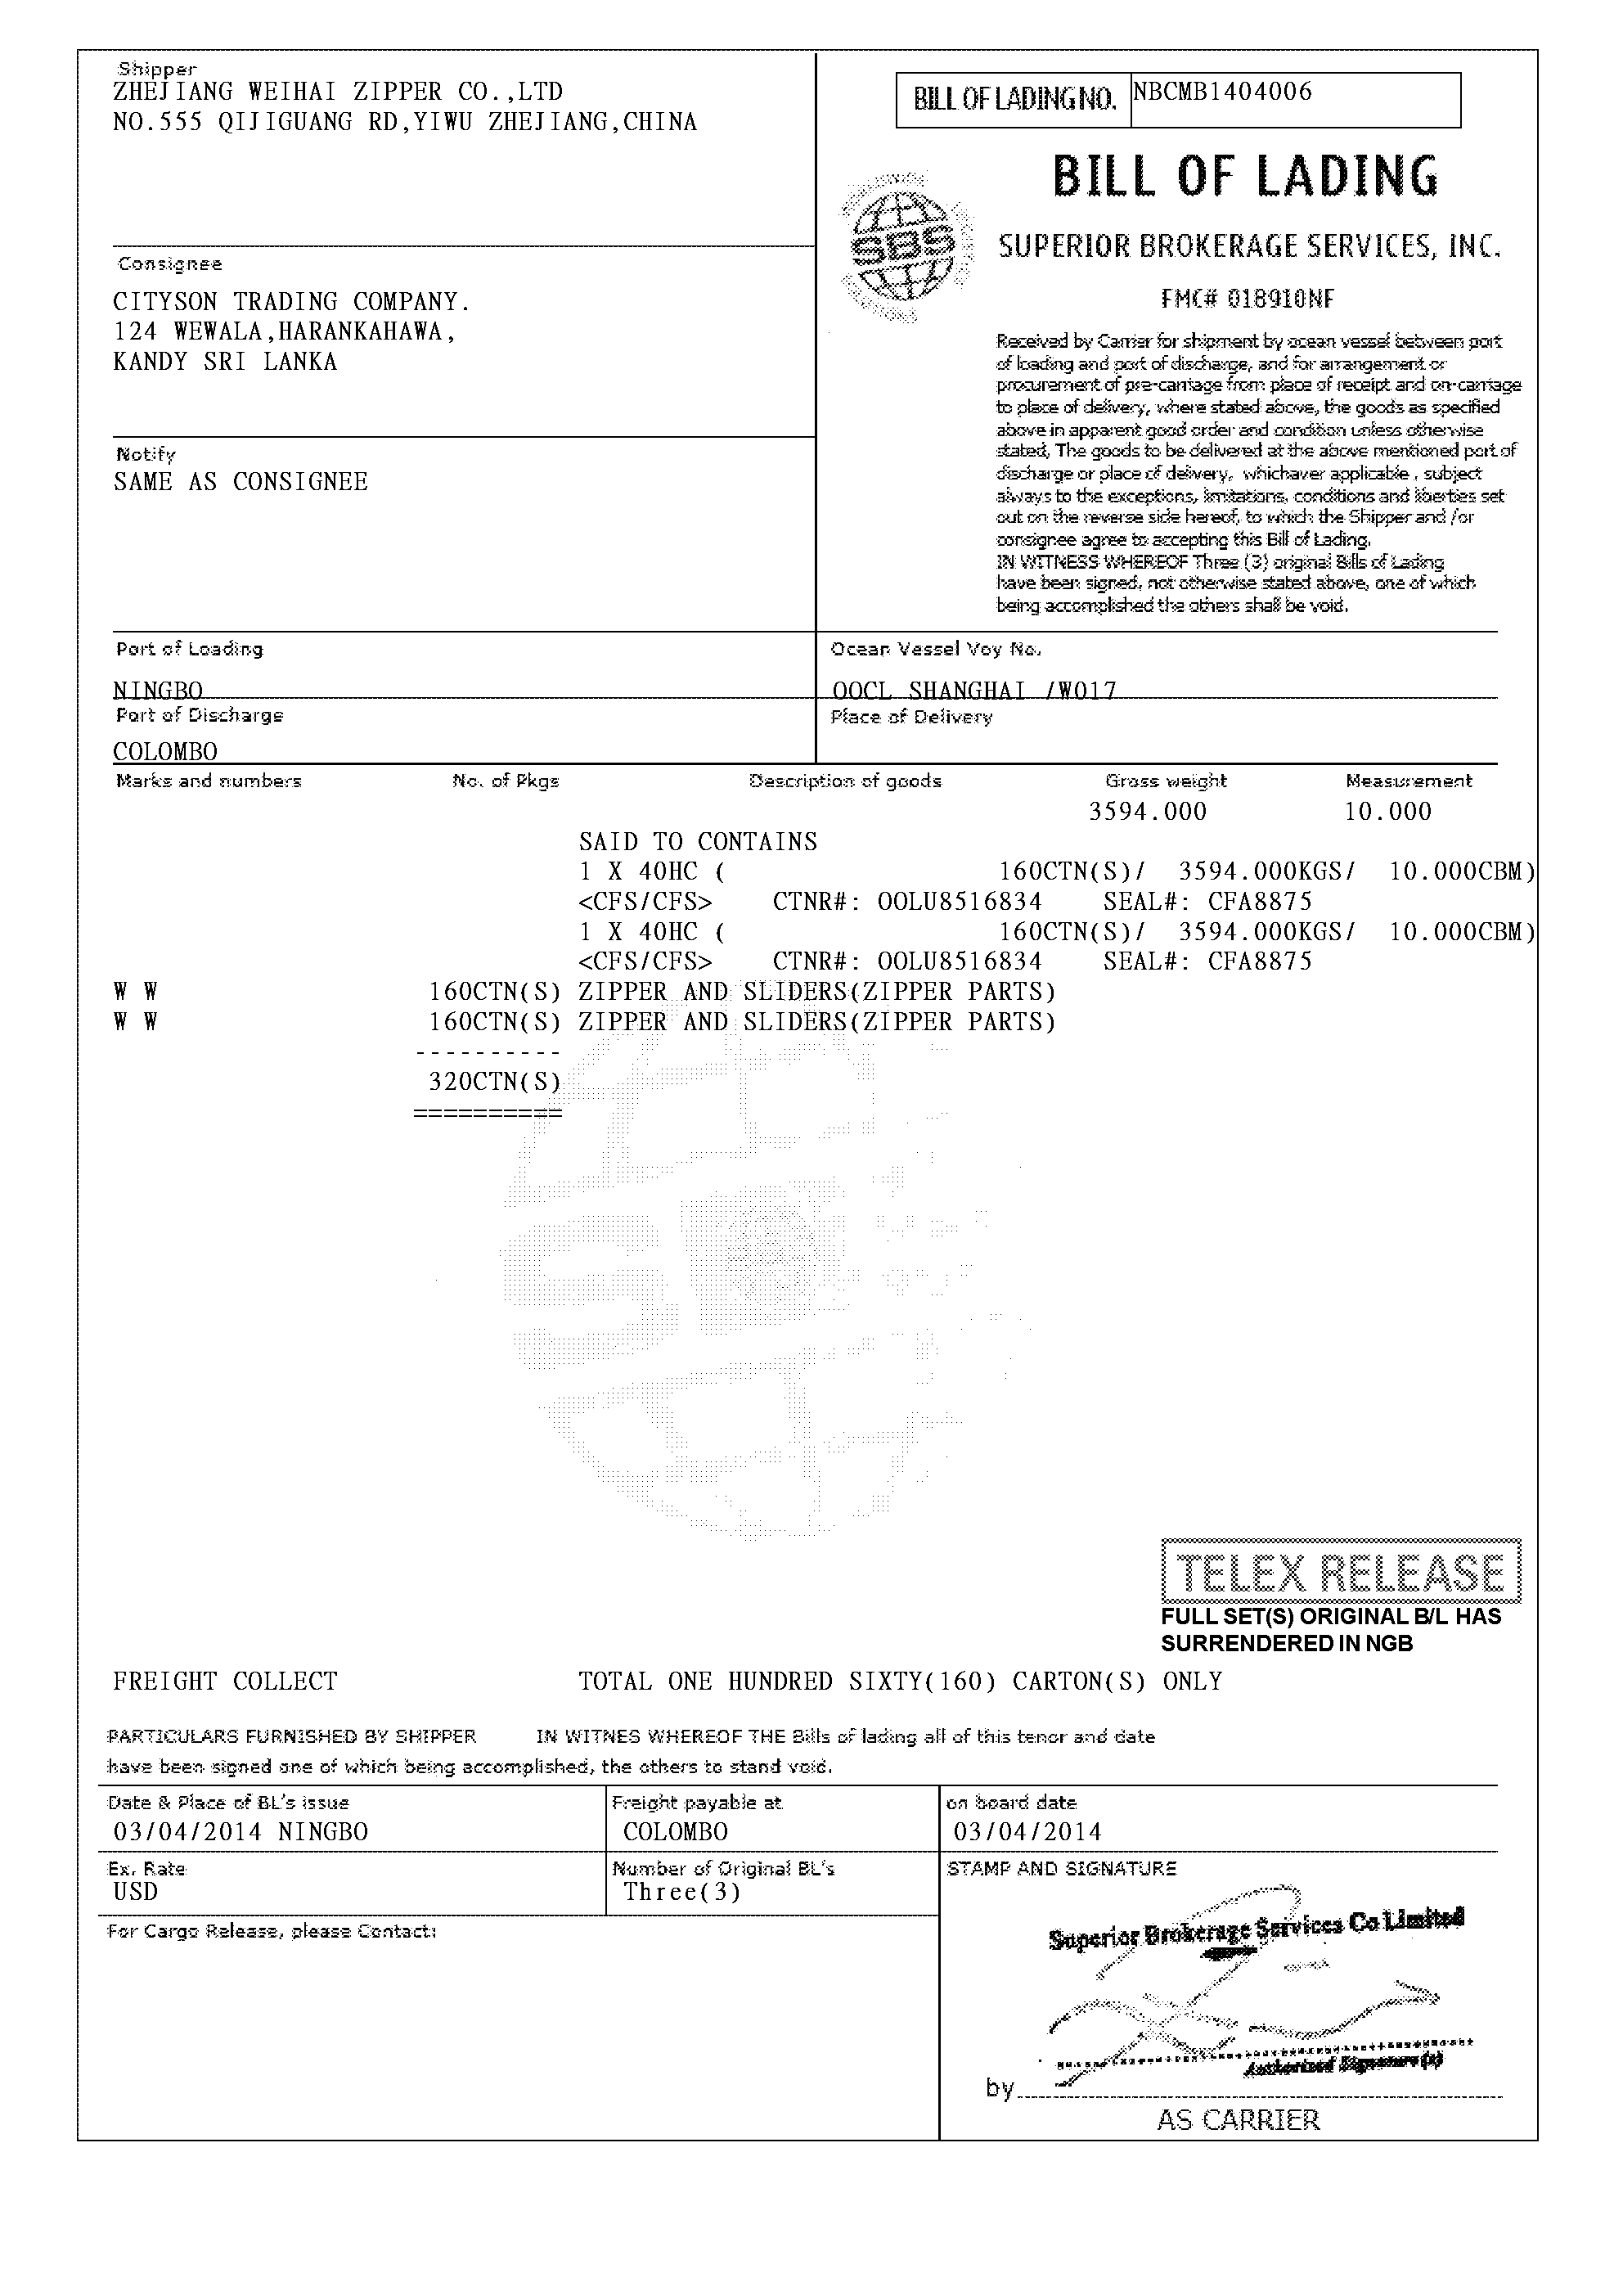 Shipper
ZHEJIANG WEIHAI ZIPPER CO.,LTD
NO.555 QIJIGUANG RD,YIWU ZHEJIANG,CHINA
BILL OF LADING NO. NBCMB1404006
BILL OF LADING
SBS
SUPERIOR BROKERAGE SERVICES, INC.
FMC# 018910NF
Consignee
CITYSON TRADING COMPANY.
124 WEWALA,HARANKAHAWA,
KANDY SRI LANKA
Notify
SAME AS CONSIGNEE
Received by Carrier for shipment by ocean vessel between port
of loading and port of discharge, and for arrangement or
procurement of pre-carriage from place of receipt and on-carriage
to place of delivery, where stated above, the goods as specified
above in apparent good order and condition unless otherwise
stated, The goods to be delivered at the above mentioned port of
discharge or place of delivery, whichaver applicable , subject
always to the exceptions, limitations, conditions and liberties set
out on the reverse side hereof, to which the Shipper and /or
consignee agree to accepting this Bill of Lading.
IN WITNESS WHEREOF Three (3) original Bills of Lading
have been signed, not otherwise stated above, one of which
being accomplished the others shall be void.
Port of Loading
NINGBO
Ocean Vessel Voy No.
OOCL SHANGHAI /W017
Port of Discharge
COLOMBO
Place of Delivery
Marks and numbers No. of Pkgs Description of goods Gross weight Measurement
3594.000 10.000
SAID TO CONTAINS
1 X 40HC ( 160CTN(S)/ 3594.000KGS/ 10.000CBM)
<CFS/CFS> CTNR#: OOLU8516834 SEAL#: CFA8875
1 X 40HC ( 160CTN(S)/ 3594.000KGS/ 10.000CBM)
<CFS/CFS> CTNR#: OOLU8516834 SEAL#: CFA8875
W W 160CTN(S) ZIPPER AND SLIDERS(ZIPPER PARTS)
W W 160CTN(S) ZIPPER AND SLIDERS(ZIPPER PARTS)
----------
320CTN(S)
==========
TELEX RELEASE
FULL SET(S) ORIGINAL B/L HAS
SURRENDERED IN NGB
FREIGHT COLLECT TOTAL ONE HUNDRED SIXTY(160) CARTON(S) ONLY
PARTICULARS FURNISHED BY SHIPPER IN WITNES WHEREOF THE Bills of lading all of this tenor and date
have been signed one of which being accomplished, the others to stand void.
Date & Place of BL's issue
03/04/2014 NINGBO
Freight payable at
COLOMBO
on board date
03/04/2014
Ex. Rate
USD
Number of Original BL's
Three(3)
STAMP AND SIGNATURE
For Cargo Release, please Contact:
Superior Brokerage Services Co Limited
Authorized Signature(s)
by
AS CARRIER